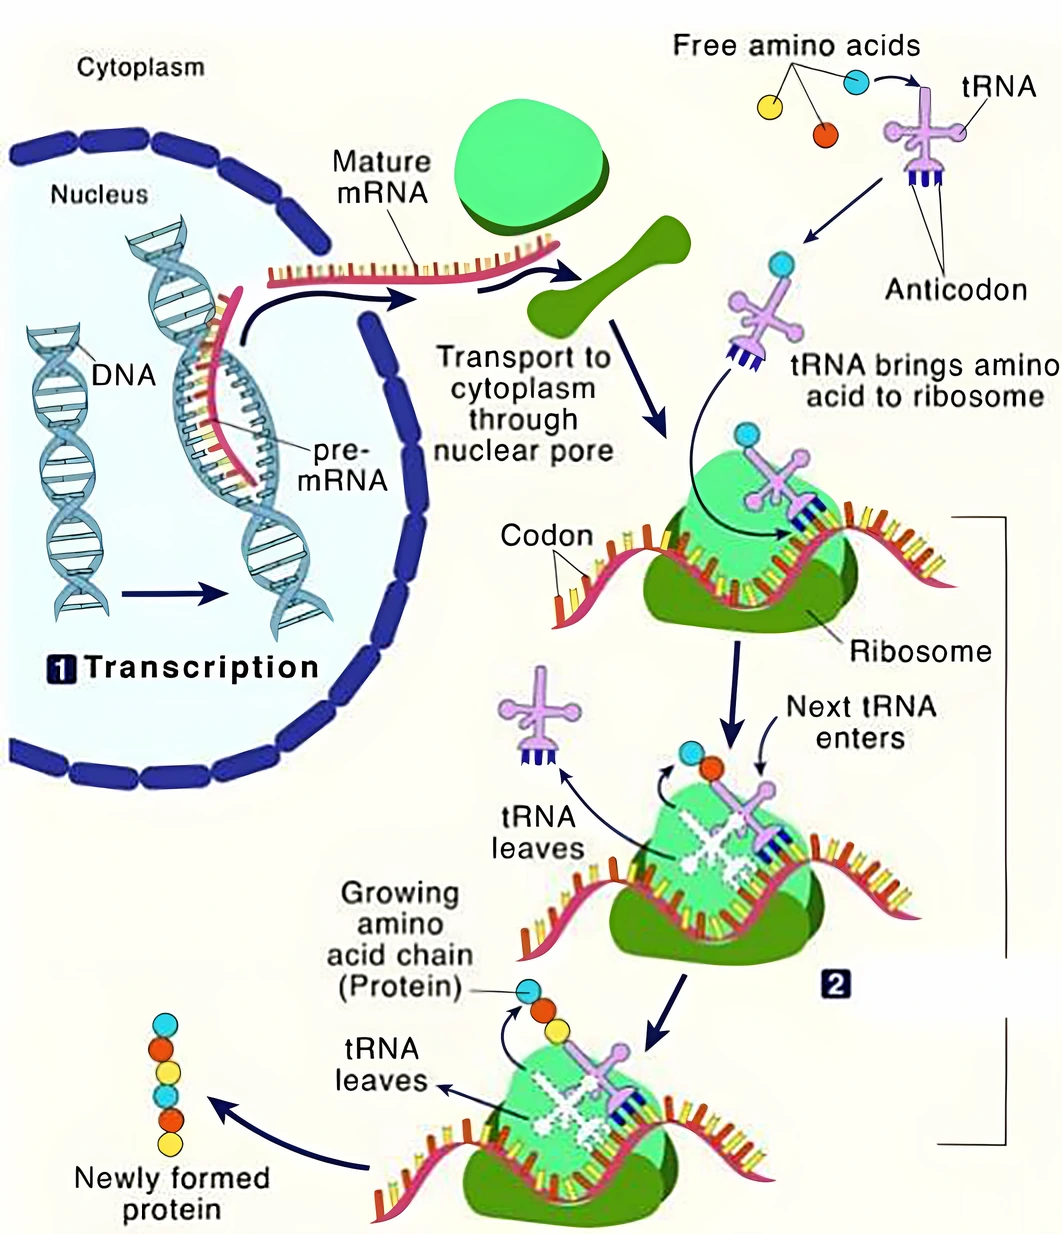 Cytoplasm
Nucleus
DNA
pre-
mRNA
1 Transcription
Mature
mRNA
Transport to
cytoplasm
through
nuclear pore
Free amino acids
tRNA
Anticodon
tRNA brings amino
acid to ribosome
Codon
Ribosome
Next tRNA
enters
tRNA
leaves
2
Growing
amino
acid chain
(Protein)
tRNA
leaves
Newly formed
protein